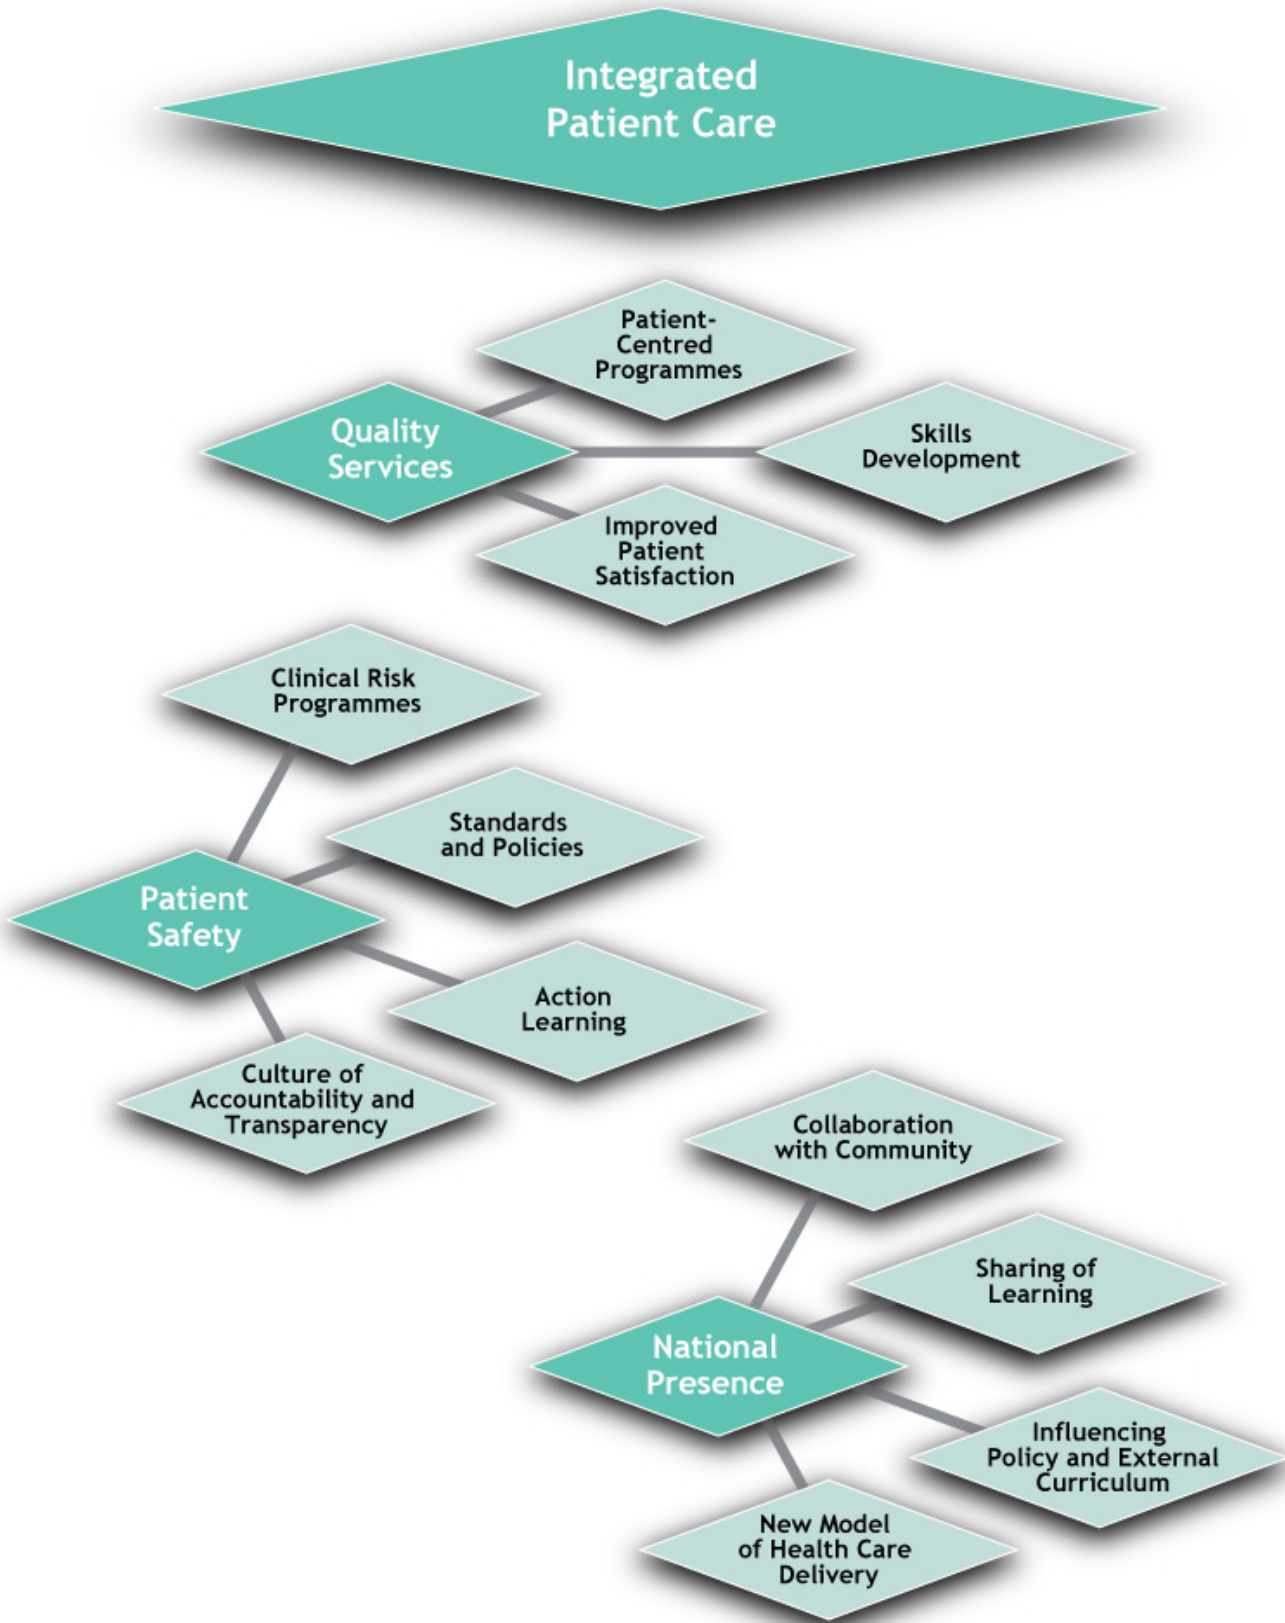 Integrated
Patient Care
Patient-
Centred
Programmes
Quality
Services
Skills
Development
Improved
Patient
Satisfaction
Clinical Risk
Programmes
Standards
and Policies
Patient
Safety
Action
Learning
Culture of
Accountability and
Transparency
Collaboration
with Community
Sharing of
Learning
National
Presence
Influencing
Policy and External
Curriculum
New Model
of Health Care
Delivery